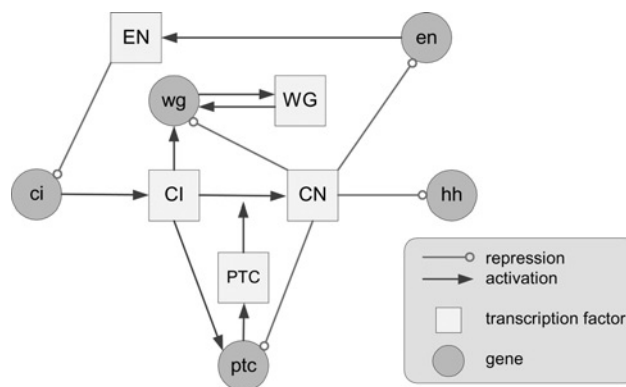 EN
en
wg
WG
ci
CI
CN
hh
PTC
ptc
repression
activation
transcription factor
gene